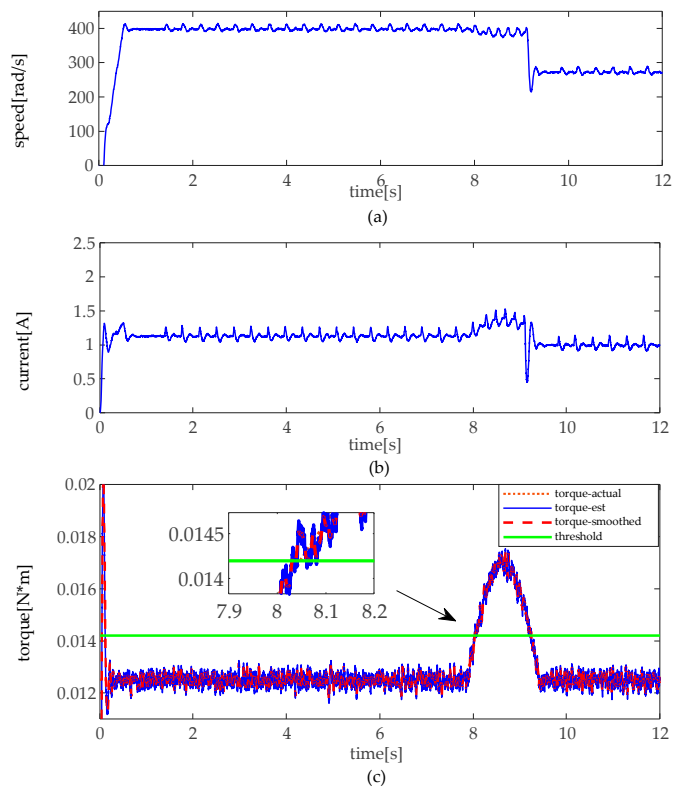 400
300
200
100
0
speed[rad/s]
0 2 4 6 8 10 12
time[s]
(a)
2.5
2
1.5
1
0.5
0
current[A]
0 2 4 6 8 10 12
time[s]
(b)
0.02
0.018
0.016
0.014
0.012
torque[N*m]
torque-actual
torque-est
torque-smoothed
threshold
0.0145
0.014
7.9 8 8.1 8.2
0 2 4 6 8 10 12
time[s]
(c)